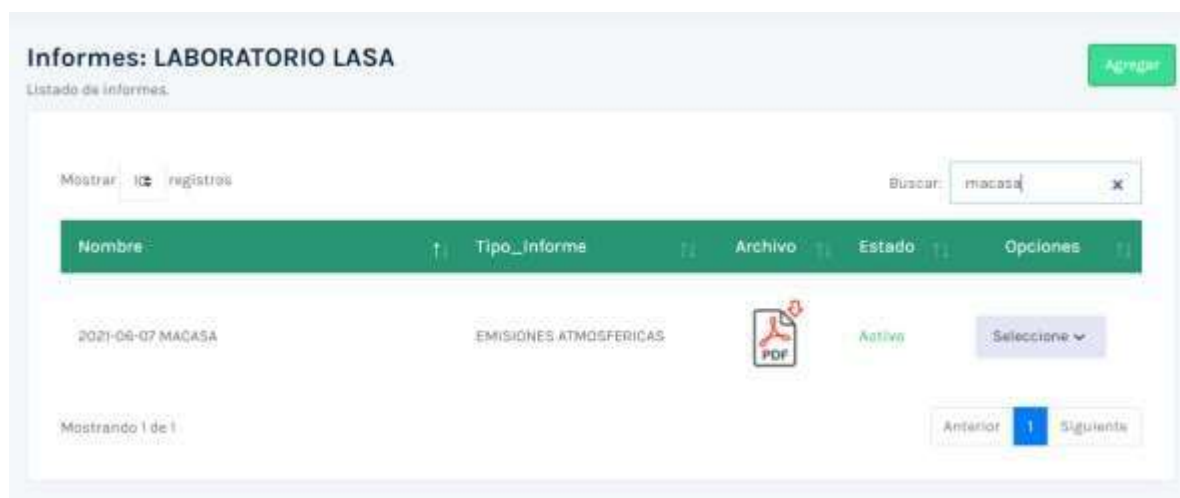 Informes: LABORATORIO LASA
Agregar
Listado de informes.
Mostrar 10 registros
Buscar: macasa
Nombre Tipo_Informe Archivo Estado Opciones
2021-06-07 MACASA EMISIONES ATMOSFERICAS PDF Activo Seleccione
Mostrando 1 de 1
Anterior 1 Siguiente